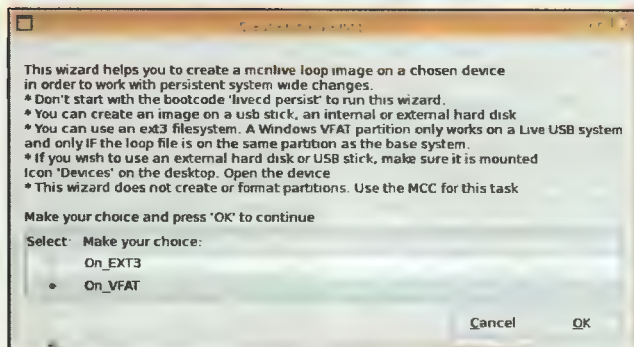 This wizard helps you to create a mcnlive loop image on a chosen device
in order to work with persistent system wide changes.
* Don't start with the bootcode 'livecd persist' to run this wizard.
* You can create an image on a usb stick, an internal or external hard disk
* You can use an ext3 filesystem. A Windows VFAT partition only works on a Live USB system
and only IF the loop file is on the same partition as the base system.
* If you wish to use an external hard disk or USB stick, make sure it is mounted
Icon 'Devices' on the desktop. Open the device
* This wizard does not create or format partitions. Use the MCC for this task
Make your choice and press 'OK' to continue
Select: Make your choice:
On_EXT3
On_VFAT
Cancel OK